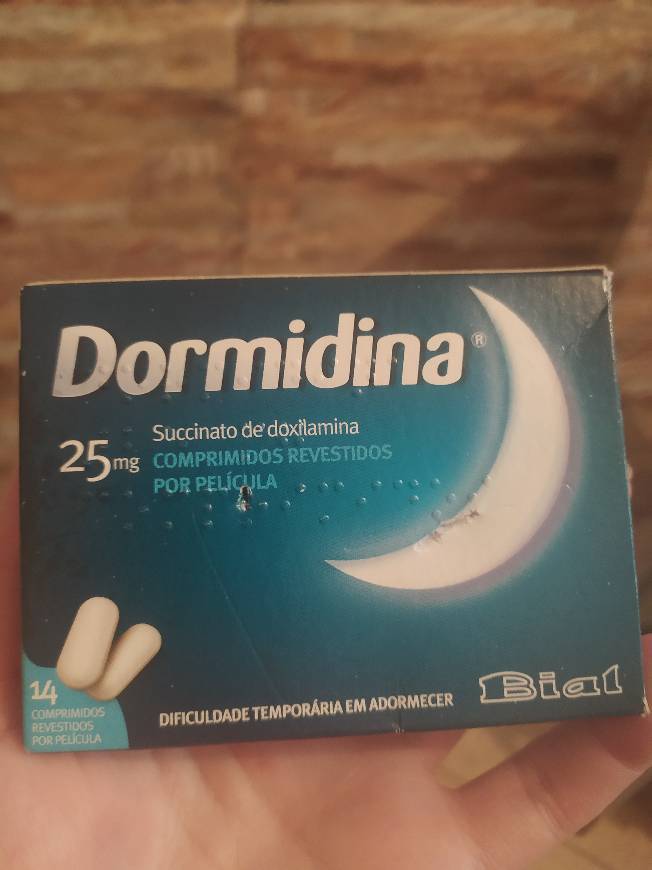 Dormidina®
25mg
Succinato de doxilamina
COMPRIMIDOS REVESTIDOS
POR PELÍCULA
14
COMPRIMIDOS
REVESTIDOS
POR PELÍCULA
DIFICULDADE TEMPORÁRIA EM ADORMECER
Bial